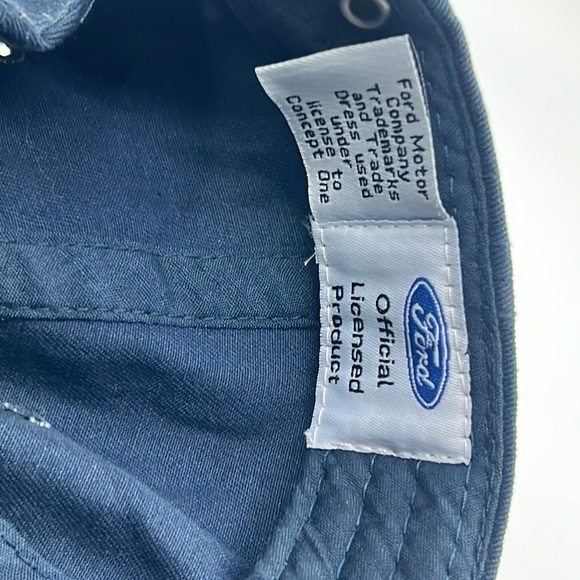 Ford Motor
Company
Trademarks
and Trade
Dress used
under
license to
Concept One
Ford
Official
Licensed
Product